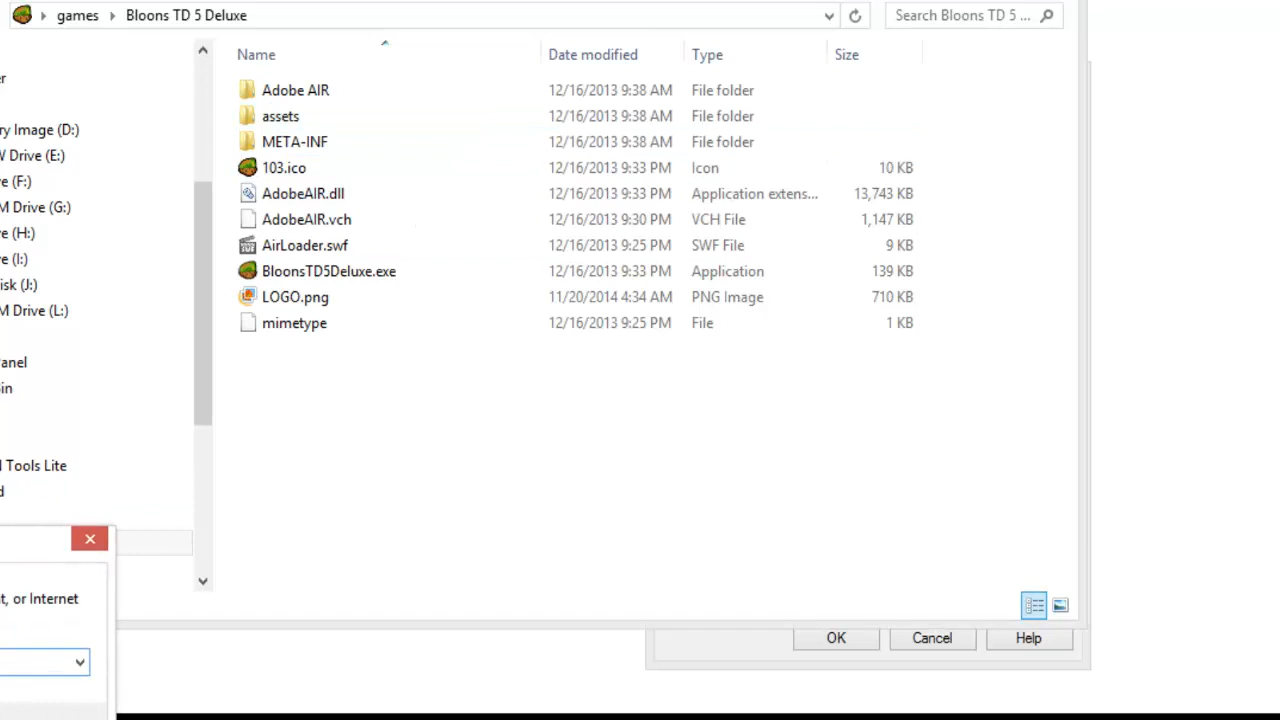 games Bloons TD 5 Deluxe Search Bloons TD 5 ...
Name Date modified Type Size
Adobe AIR 12/16/2013 9:38 AM File folder
assets 12/16/2013 9:38 AM File folder
META-INF 12/16/2013 9:38 AM File folder
103.ico 12/16/2013 9:33 PM Icon 10 KB
AdobeAIR.dll 12/16/2013 9:33 PM Application extens... 13,743 KB
AdobeAIR.vch 12/16/2013 9:30 PM VCH File 1,147 KB
AirLoader.swf 12/16/2013 9:25 PM SWF File 9 KB
BloonsTD5Deluxe.exe 12/16/2013 9:33 PM Application 139 KB
LOGO.png 11/20/2014 4:34 AM PNG Image 710 KB
mimetype 12/16/2013 9:25 PM File 1 KB
er
ry Image (D:)
W Drive (E:)
ve (F:)
M Drive (G:)
ve (H:)
ve (I:)
isk (J:)
M Drive (L:)
anel
in
l Tools Lite
d
t, or Internet
OK Cancel Help